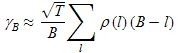 γ_B ≈ √T/B ∑_l ρ(l)(B − l)